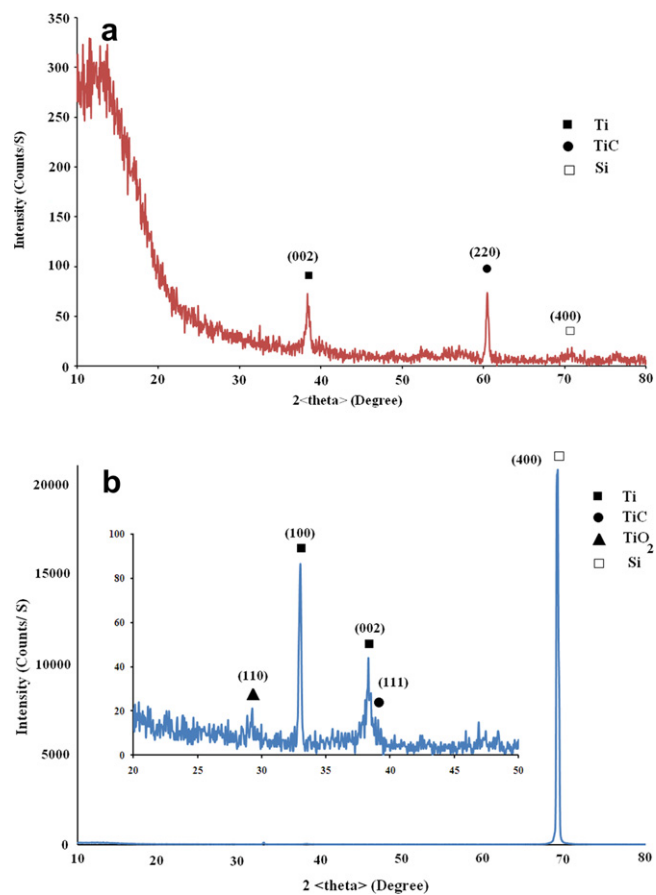 a
350
300
250
200
150
100
50
0
Intensity (Counts/S)
■ Ti
● TiC
□ Si
(002)
(220)
(400)
10 20 30 40 50 60 70 80
2<theta> (Degree)
b
(400)
20000
15000
10000
5000
0
Intensity (Counts/ S)
■ Ti
● TiC
▲ TiO2
□ Si
100
80
60
40
20
0
(100)
(002)
(110)
(111)
20 25 30 35 40 45 50
10 20 30 40 50 60 70 80
2 <theta> (Degree)